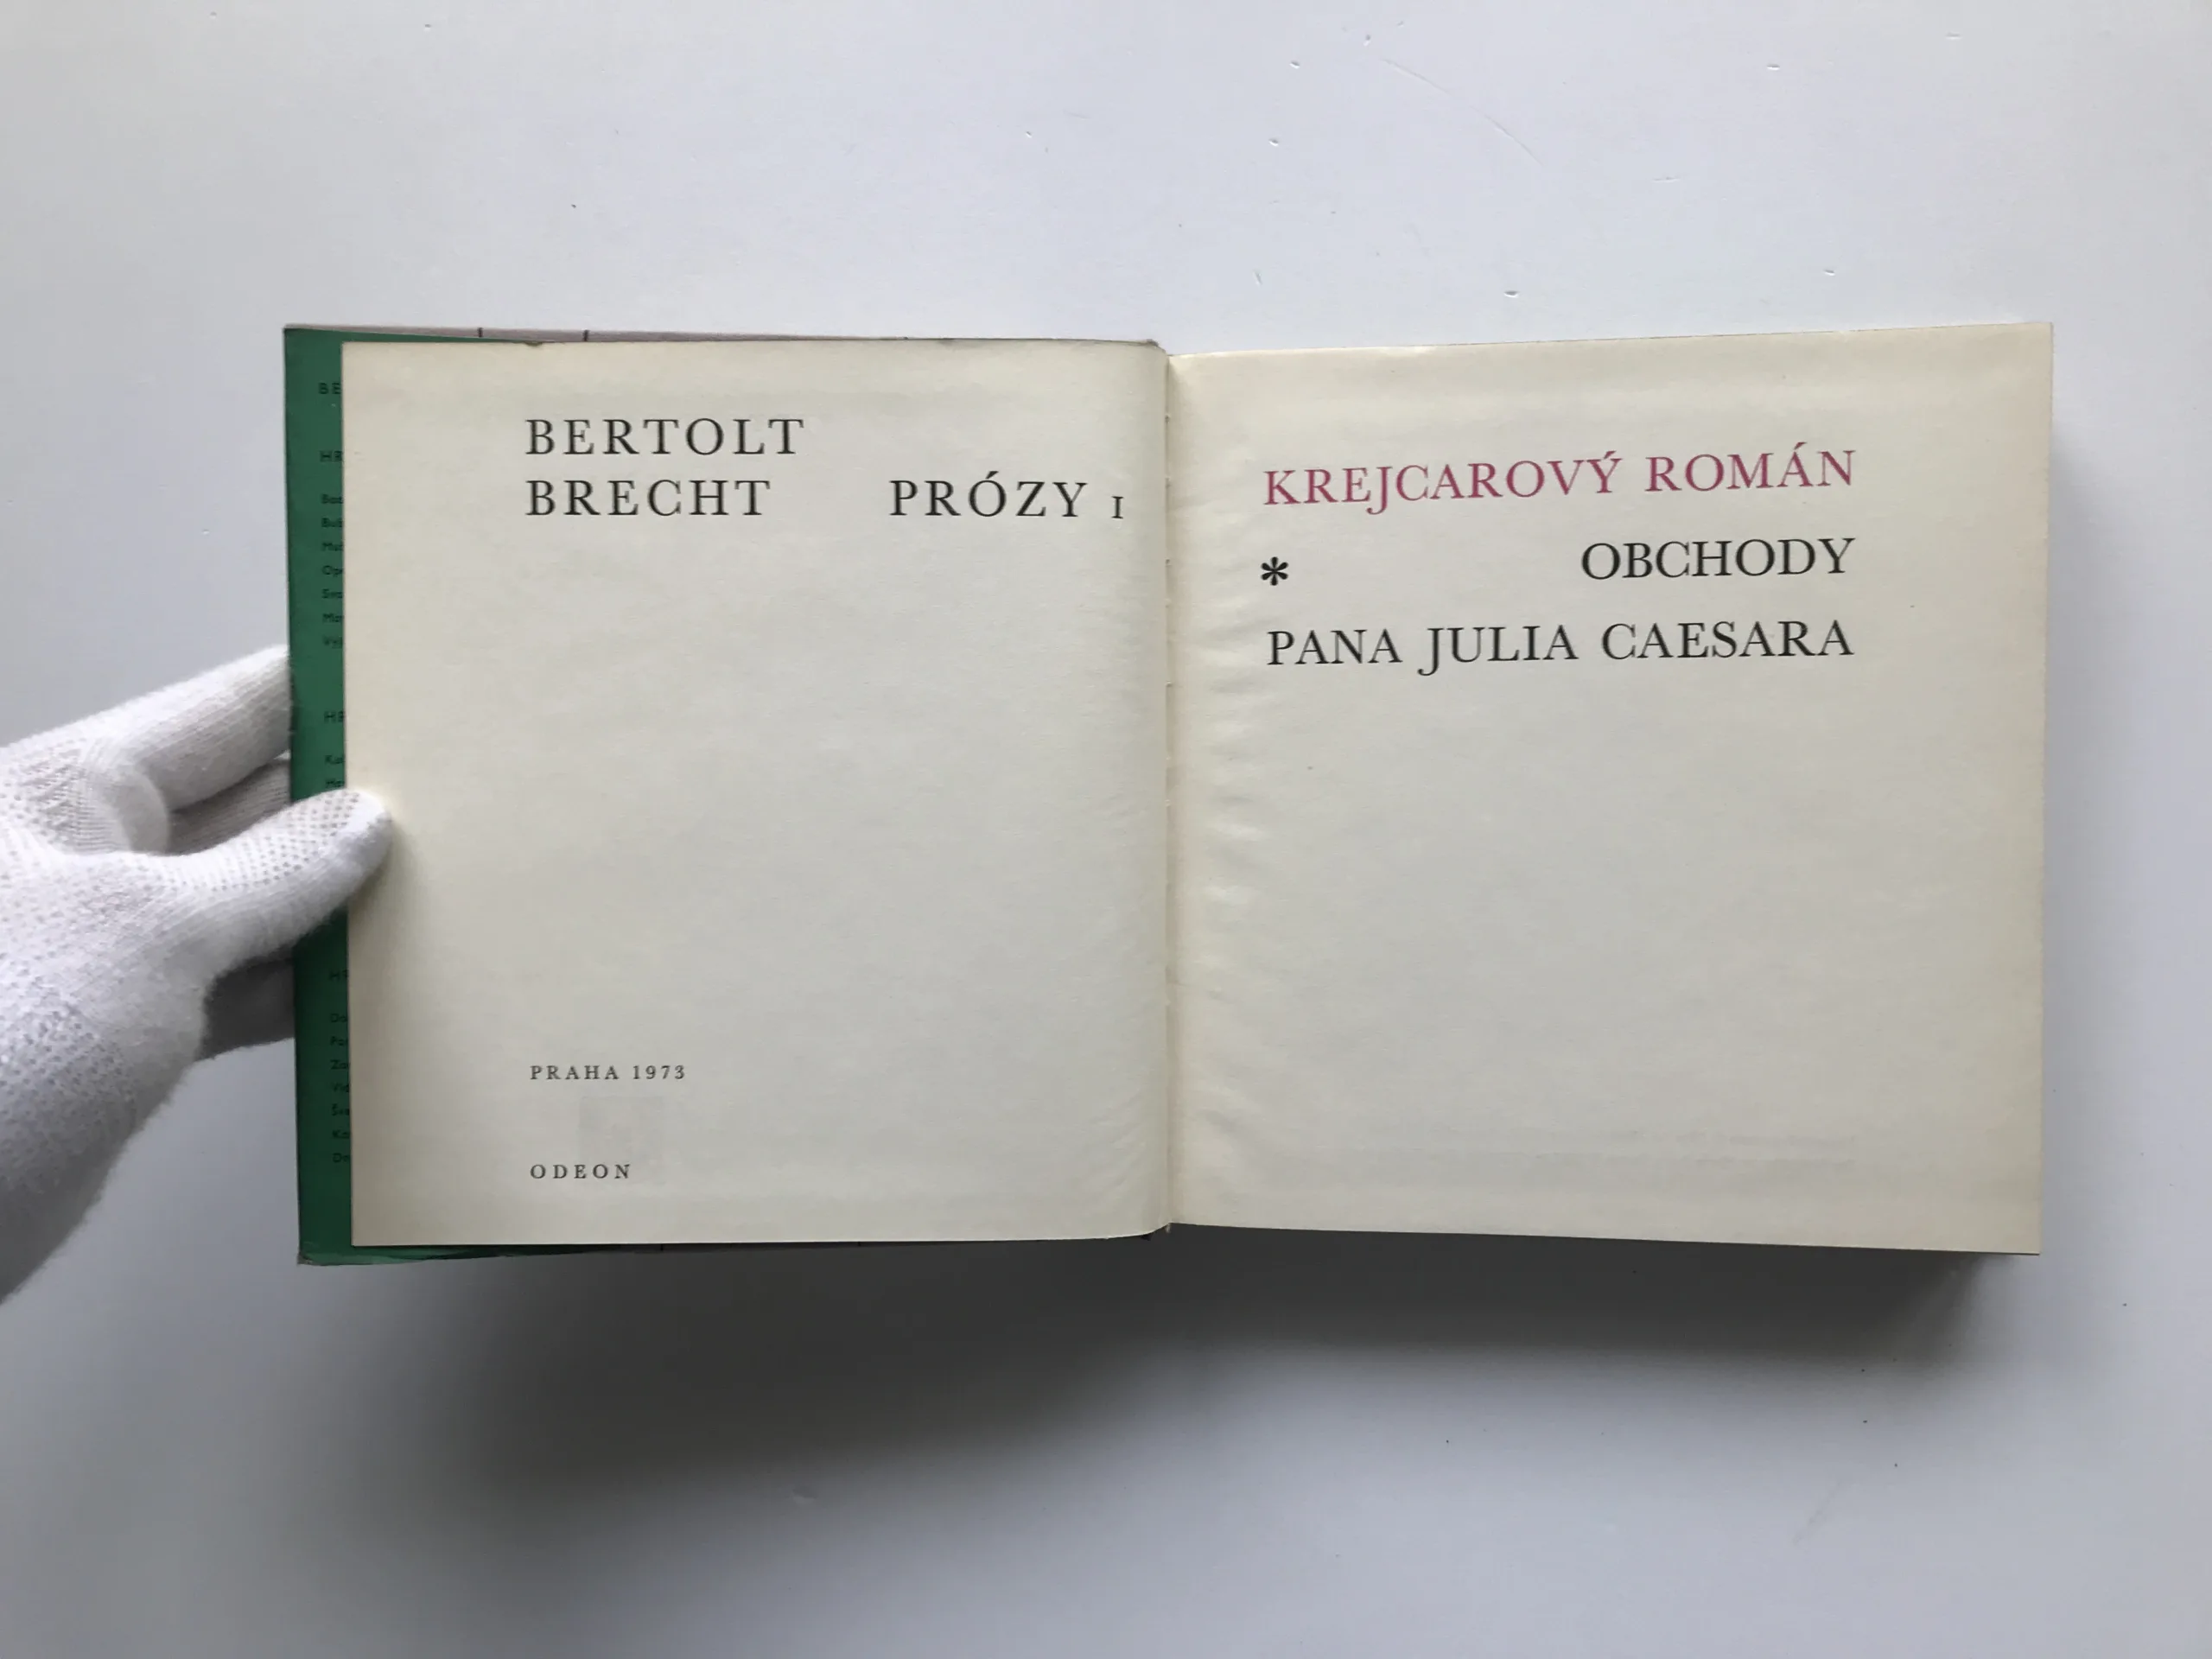 BERTOLT
BRECHT PRÓZY I
PRAHA 1973
ODEON
KREJCAROVÝ ROMÁN
* OBCHODY
PANA JULIA CAESARA